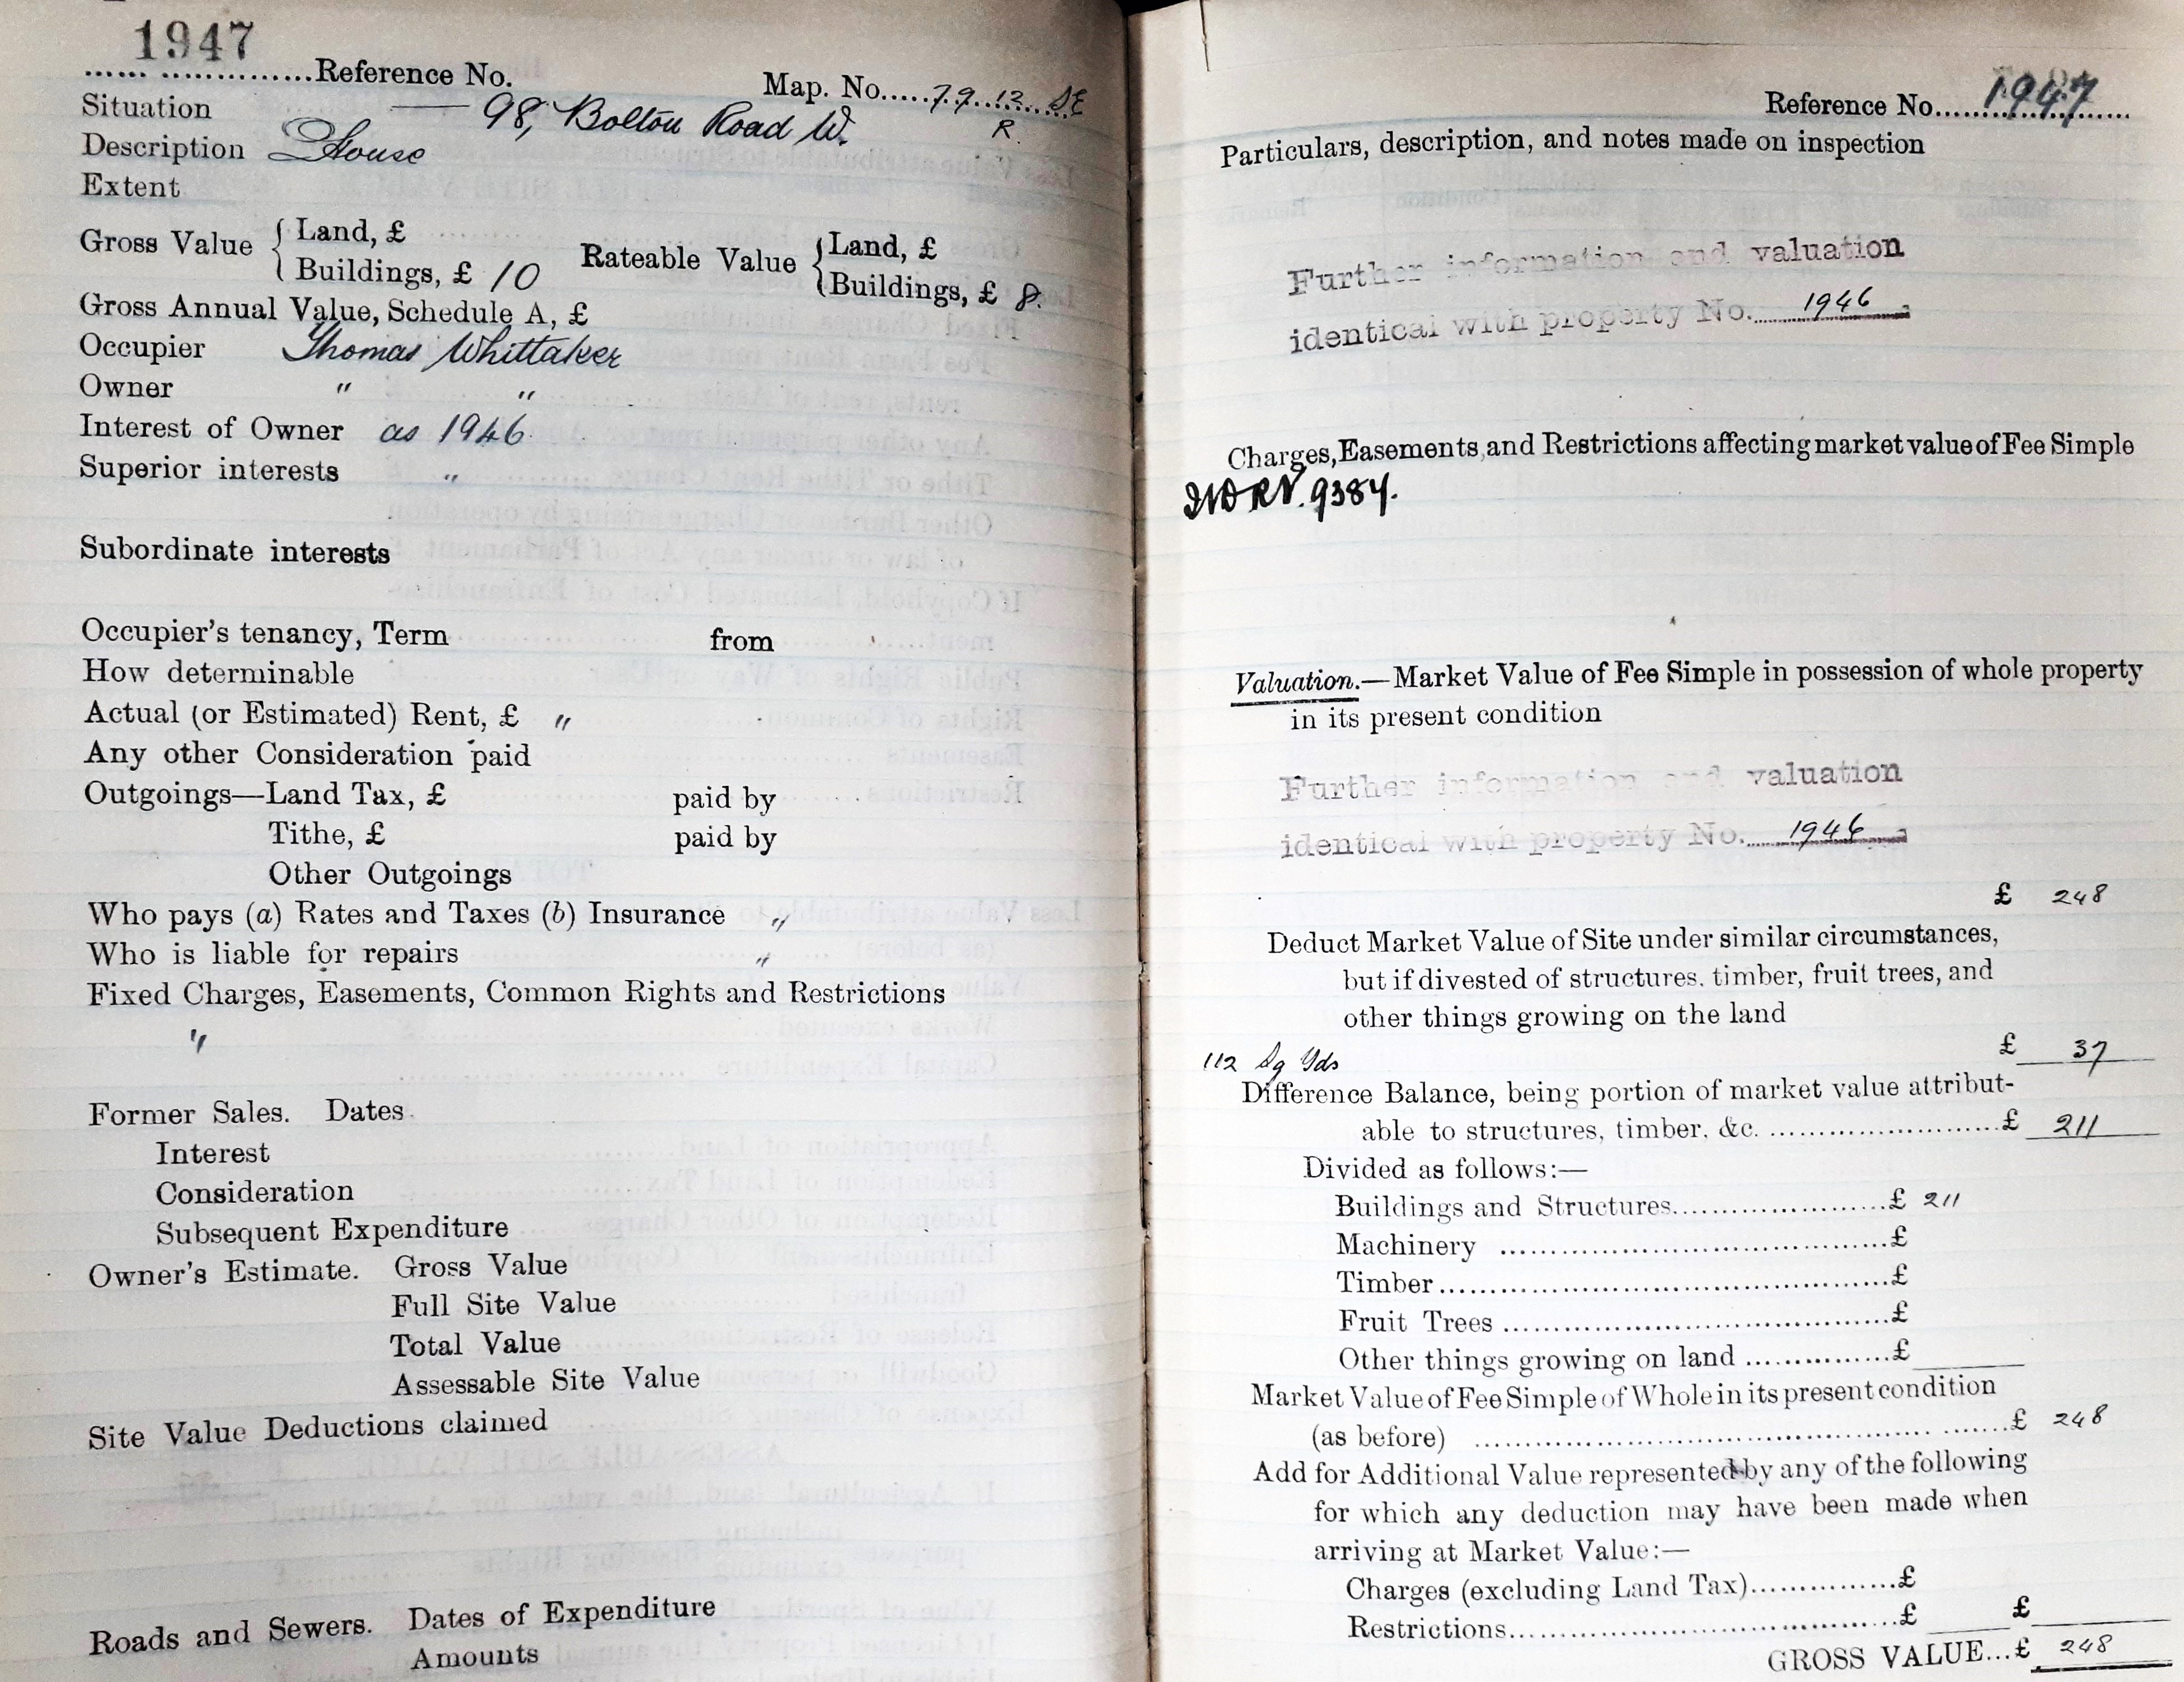 1947
...... ..............Reference No.
Map. No.....79.12 SE
R.
Situation — 98, Bolton Road W.
Description House
Extent
Gross Value { Land, £
Buildings, £ 10
Rateable Value { Land, £
Buildings, £ 8.
Gross Annual Value, Schedule A, £
Occupier Thomas Whittaker
Owner " "
Interest of Owner as 1946
Superior interests "
Subordinate interests
Occupier's tenancy, Term from
How determinable
Actual (or Estimated) Rent, £ "
Any other Consideration paid
Outgoings—Land Tax, £ paid by
Tithe, £ paid by
Other Outgoings
Who pays (a) Rates and Taxes (b) Insurance "
Who is liable for repairs "
Fixed Charges, Easements, Common Rights and Restrictions
"
Former Sales. Dates
Interest
Consideration
Subsequent Expenditure
Owner's Estimate. Gross Value
Full Site Value
Total Value
Assessable Site Value
Site Value Deductions claimed
Roads and Sewers. Dates of Expenditure
Amounts
Reference No. 1947
Particulars, description, and notes made on inspection
Further information and valuation
identical with property No. 1946
Charges, Easements, and Restrictions affecting market value of Fee Simple
9384.
Valuation.—Market Value of Fee Simple in possession of whole property
in its present condition
Further information and valuation
identical with property No. 1946
£ 248
Deduct Market Value of Site under similar circumstances,
but if divested of structures, timber, fruit trees, and
other things growing on the land
£ 37
112 Sq Yds
Difference Balance, being portion of market value attribut-
able to structures, timber, &c. ..........................£ 211
Divided as follows:—
Buildings and Structures.......................£ 211
Machinery .........................................£
Timber................................................£
Fruit Trees .........................................£
Other things growing on land ................£
Market Value of Fee Simple of Whole in its present condition
(as before) ..................................................£ 248
Add for Additional Value represented by any of the following
for which any deduction may have been made when
arriving at Market Value:—
Charges (excluding Land Tax)................£
Restrictions..........................................£ £
GROSS VALUE...£ 248